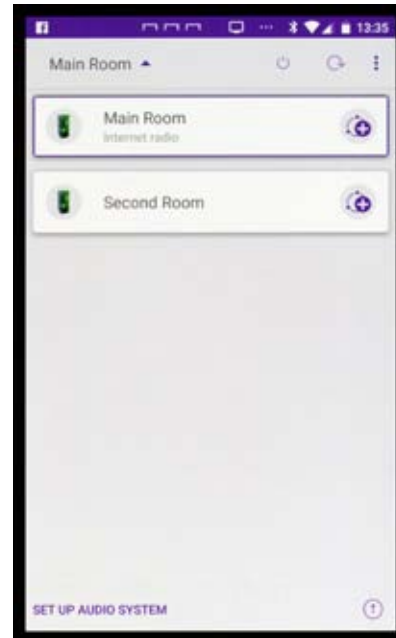 13:35
Main Room
Main Room
Internet radio
Second Room
SET UP AUDIO SYSTEM